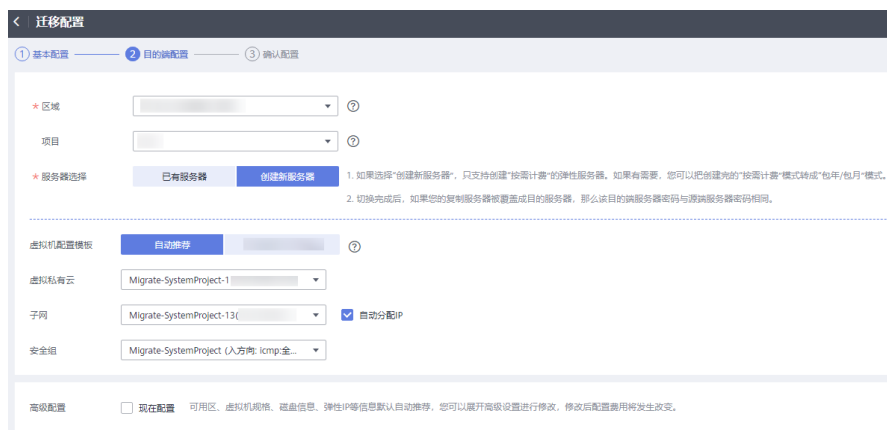 迁移配置
1 基本配置 2 目的端配置 3 确认配置
* 区域 ?
项目 ?
* 服务器选择 已有服务器 创建新服务器 1. 如果选择“创建新服务器”，只支持创建“按需计费”的弹性服务器。如果有需要，您可以把创建完的“按需计费”模式转成“包年/包月”模式。
2. 切换完成后，如果您的复制服务器被覆盖成目的服务器，那么该目的端服务器密码与源端服务器密码相同。
虚拟机配置模板 自动推荐 ?
虚拟私有云 Migrate-SystemProject-1
子网 Migrate-SystemProject-13( 自动分配IP
安全组 Migrate-SystemProject (入方向: icmp:全...
高级配置 现在配置 可用区、虚拟机规格、磁盘信息、弹性IP等信息默认自动推荐，您可以展开高级设置进行修改，修改后配置费用将发生改变。